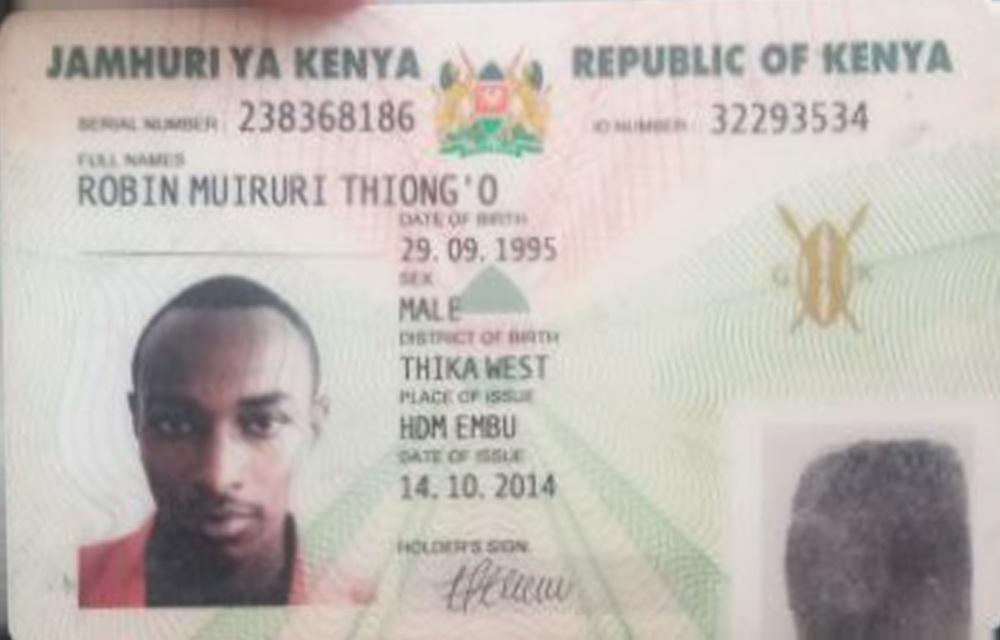 JAMHURI YA KENYA REPUBLIC OF KENYA
SERIAL NUMBER: 238368186 ID NUMBER: 32293534
FULL NAMES
ROBIN MUIRURI THIONG'O
DATE OF BIRTH
29. 09. 1995
SEX
MALE
DISTRICT OF BIRTH
THIKA WEST
PLACE OF ISSUE
HDM EMBU
DATE OF ISSUE
14. 10. 2014
HOLDER'S SIGN.
G K